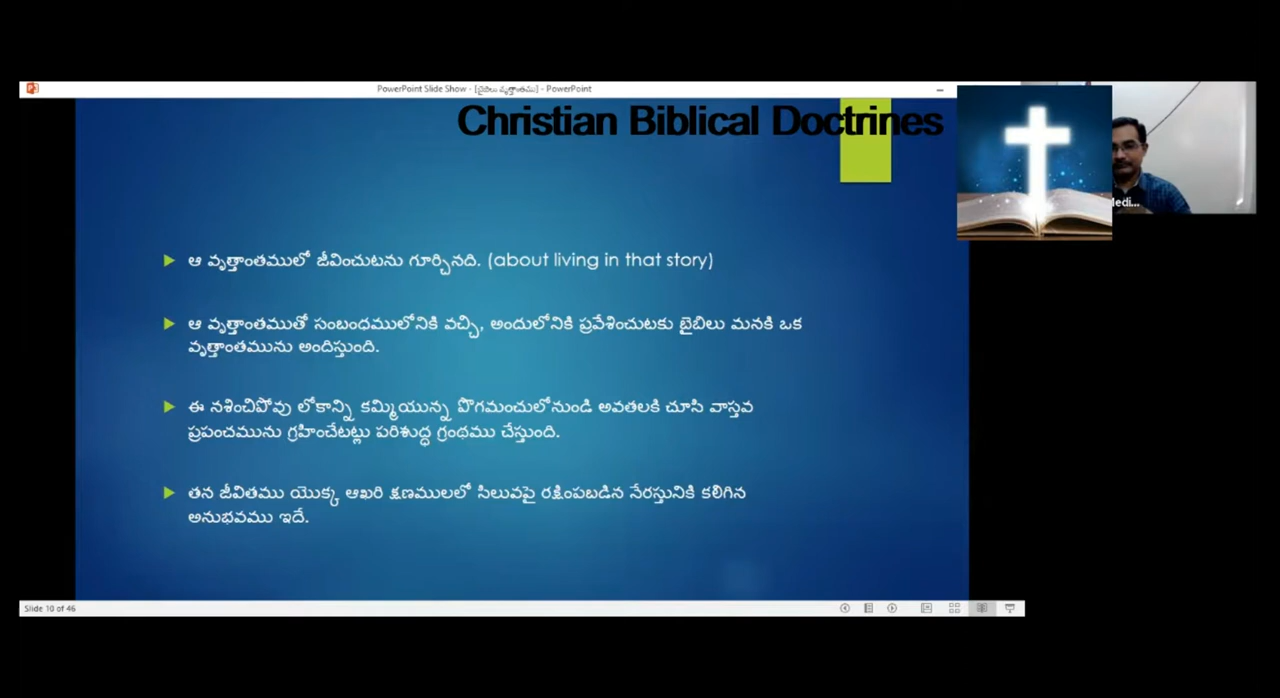 PowerPoint Slide Show - [బైబిలు వృత్తాంతము] - PowerPoint
Christian Biblical Doctrines
ఆ వృత్తాంతములో జీవించుటను గూర్చినది. (about living in that story)
ఆ వృత్తాంతముతో సంబంధములోనికి వచ్చి, అందులోనికి ప్రవేశించుటకు బైబిలు మనకి ఒక
వృత్తాంతమును అందిస్తుంది.
ఈ నశించిపోవు లోకాన్ని కమ్మియున్న పొగమంచులోనుండి అవతలకి చూసి వాస్తవ
ప్రపంచమును గ్రహించేటట్లు పరిశుద్ధ గ్రంథము చేస్తుంది.
తన జీవితము యొక్క ఆఖరి క్షణములలో సిలువపై రక్షింపబడిన నేరస్తునికి కలిగిన
అనుభవము ఇదే.
Slide 10 of 46